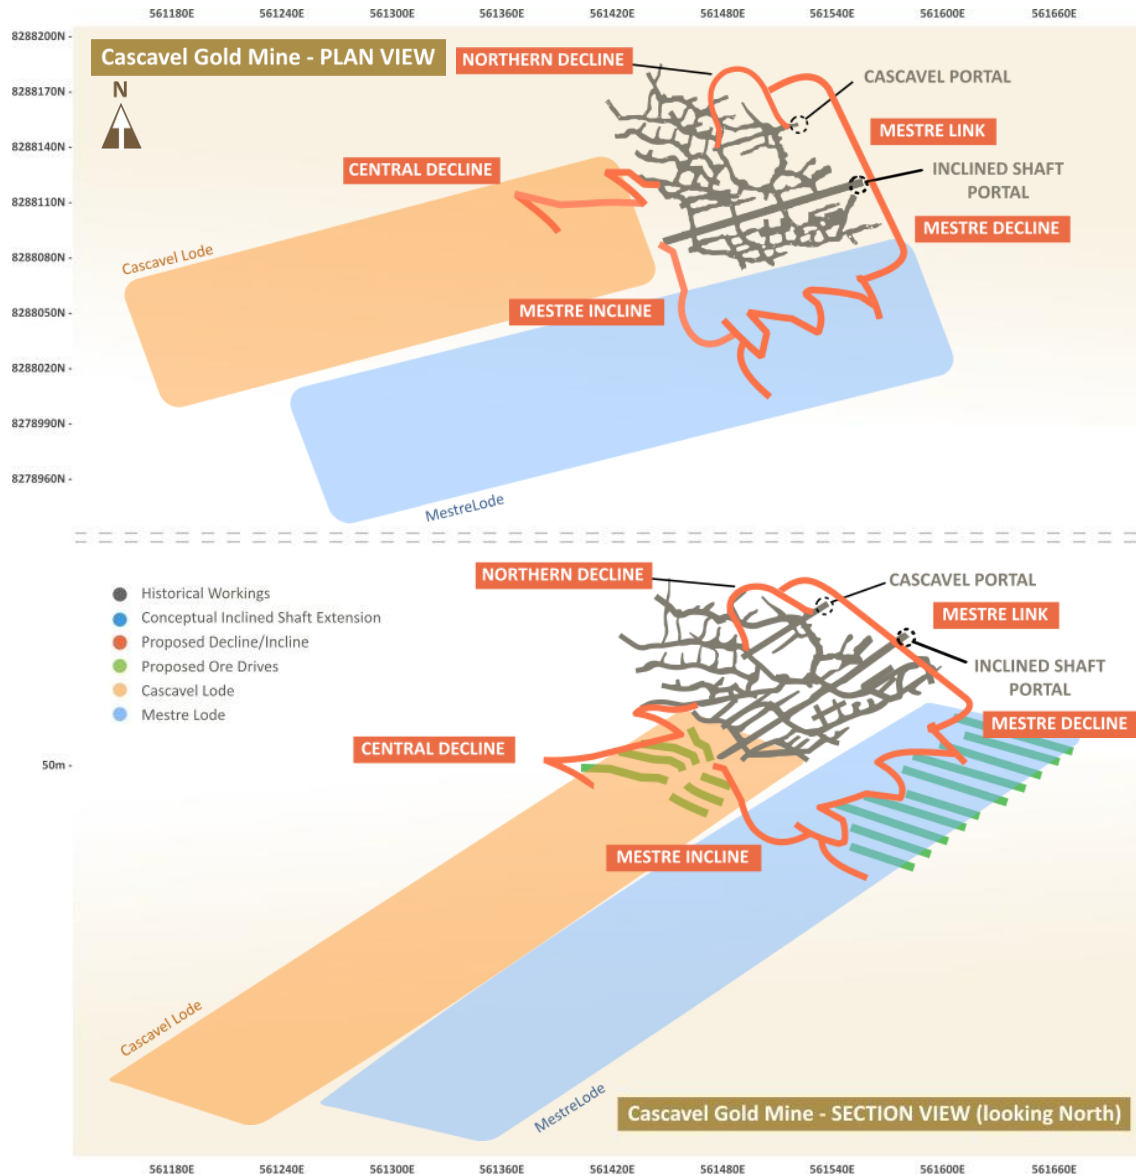 561180E 561240E 561300E 561360E 561420E 561480E 561540E 561600E 561660E
8288200N
Cascavel Gold Mine - PLAN VIEW
NORTHERN DECLINE
CASCAVEL PORTAL
8288170N
N
MESTRE LINK
8288140N
CENTRAL DECLINE
INCLINED SHAFT
PORTAL
8288110N
MESTRE DECLINE
Cascavel Lode
8288080N
MESTRE INCLINE
8288050N
8288020N
8278990N
8278960N
MestreLode
NORTHERN DECLINE
CASCAVEL PORTAL
Historical Workings
Conceptual Inclined Shaft Extension
Proposed Decline/Incline
Proposed Ore Drives
Cascavel Lode
Mestre Lode
MESTRE LINK
INCLINED SHAFT
PORTAL
MESTRE DECLINE
CENTRAL DECLINE
50m
MESTRE INCLINE
Cascavel Lode
MestreLode
Cascavel Gold Mine - SECTION VIEW (looking North)
561180E 561240E 561300E 561360E 561420E 561480E 561540E 561600E 561660E